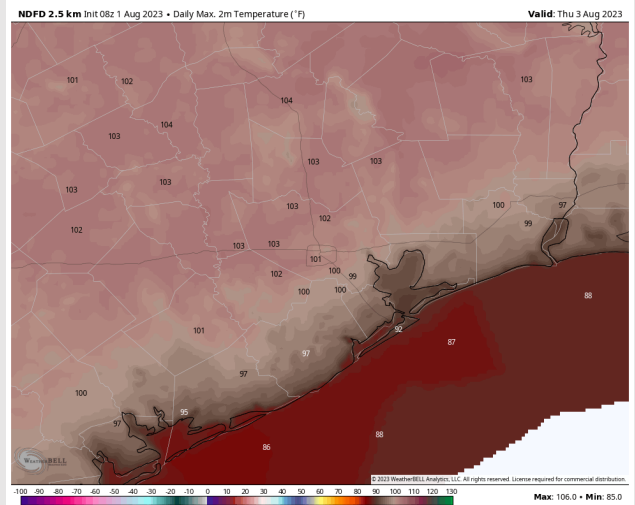 NDFD 2.5 km Init 08z 1 Aug 2023 • Daily Max. 2m Temperature (°F)
Valid: Thu 3 Aug 2023
101 102 103
104
104
103
103 103
103 103
103 100 97
102 99
102 103 103
101
102 100 99
100 100 88
101 92
97 87
97
100
95
97
88
86
WeatherBELL
© 2023 WeatherBELL Analytics, LLC. All rights reserved. License required for commercial distribution.
-100 -90 -80 -70 -60 -50 -40 -30 -20 -10 0 10 20 30 40 50 60 70 80 90 100 110 120 130
Max: 106.0 • Min: 85.0